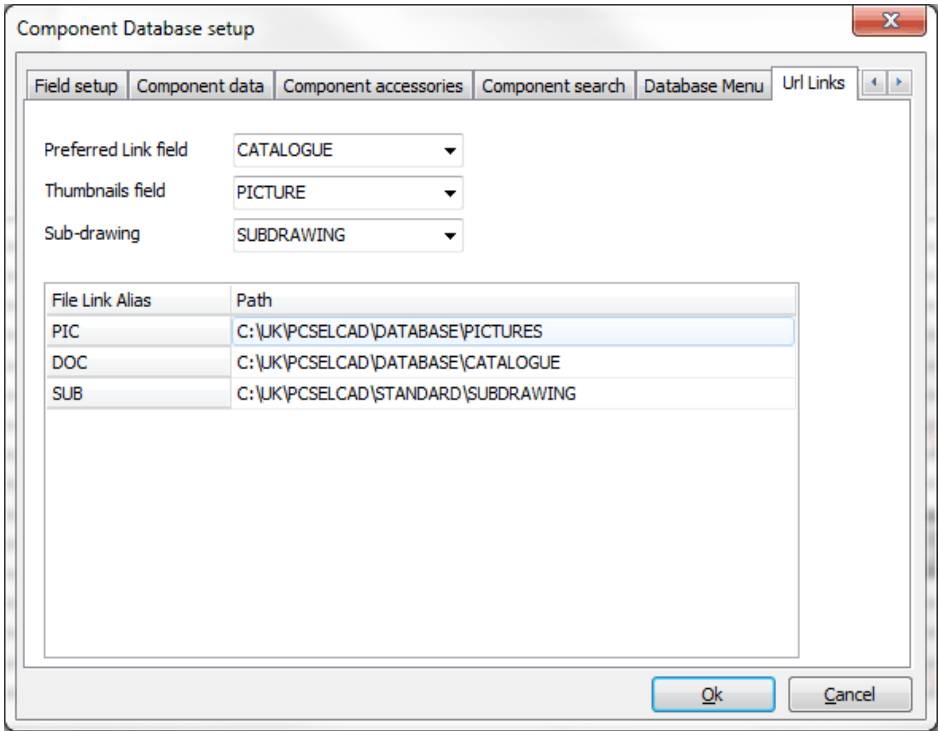 Component Database setup
Field setup Component data Component accessories Component search Database Menu Url Links
Preferred Link field CATALOGUE
Thumbnails field PICTURE
Sub-drawing SUBDRAWING
File Link Alias Path
PIC C:\UK\PCSELCAD\DATABASE\PICTURES
DOC C:\UK\PCSELCAD\DATABASE\CATALOGUE
SUB C:\UK\PCSELCAD\STANDARD\SUBDRAWING
Ok Cancel